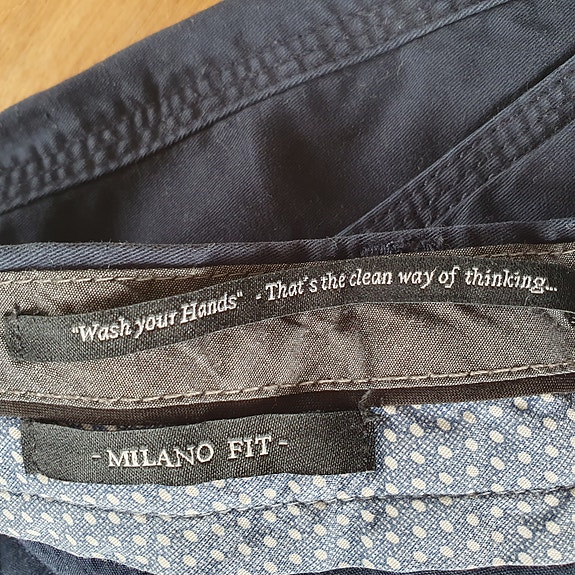 "Wash your Hands" - That's the clean way of thinking...
- MILANO FIT -